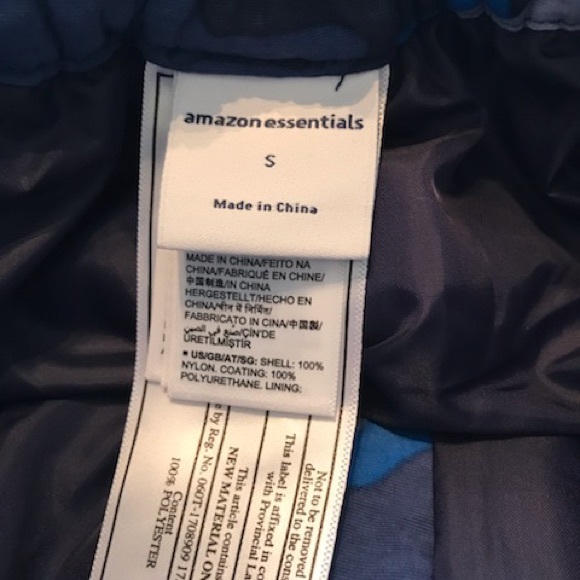 amazon essentials
S
Made in China
MADE IN CHINA/FEITO NA
CHINA/FABRIQUÉ EN CHINE/
中国制造/IN CHINA
HERGESTELLT/HECHO EN
CHINA/चीन में निर्मित/
FABBRICATO IN CINA/中国製/
صنع في الصين/ÇİN'DE
ÜRETİLMİŞTİR
▪ US/GB/AT/SG: SHELL: 100%
NYLON. COATING: 100%
POLYURETHANE. LINING:
Not to be removed
delivered to the cons
This label is affixed in co
with Provincial La
This article contains
NEW MATERIAL ON
by Reg. No. 06OT-1708909 17
Content
100% POLYESTER